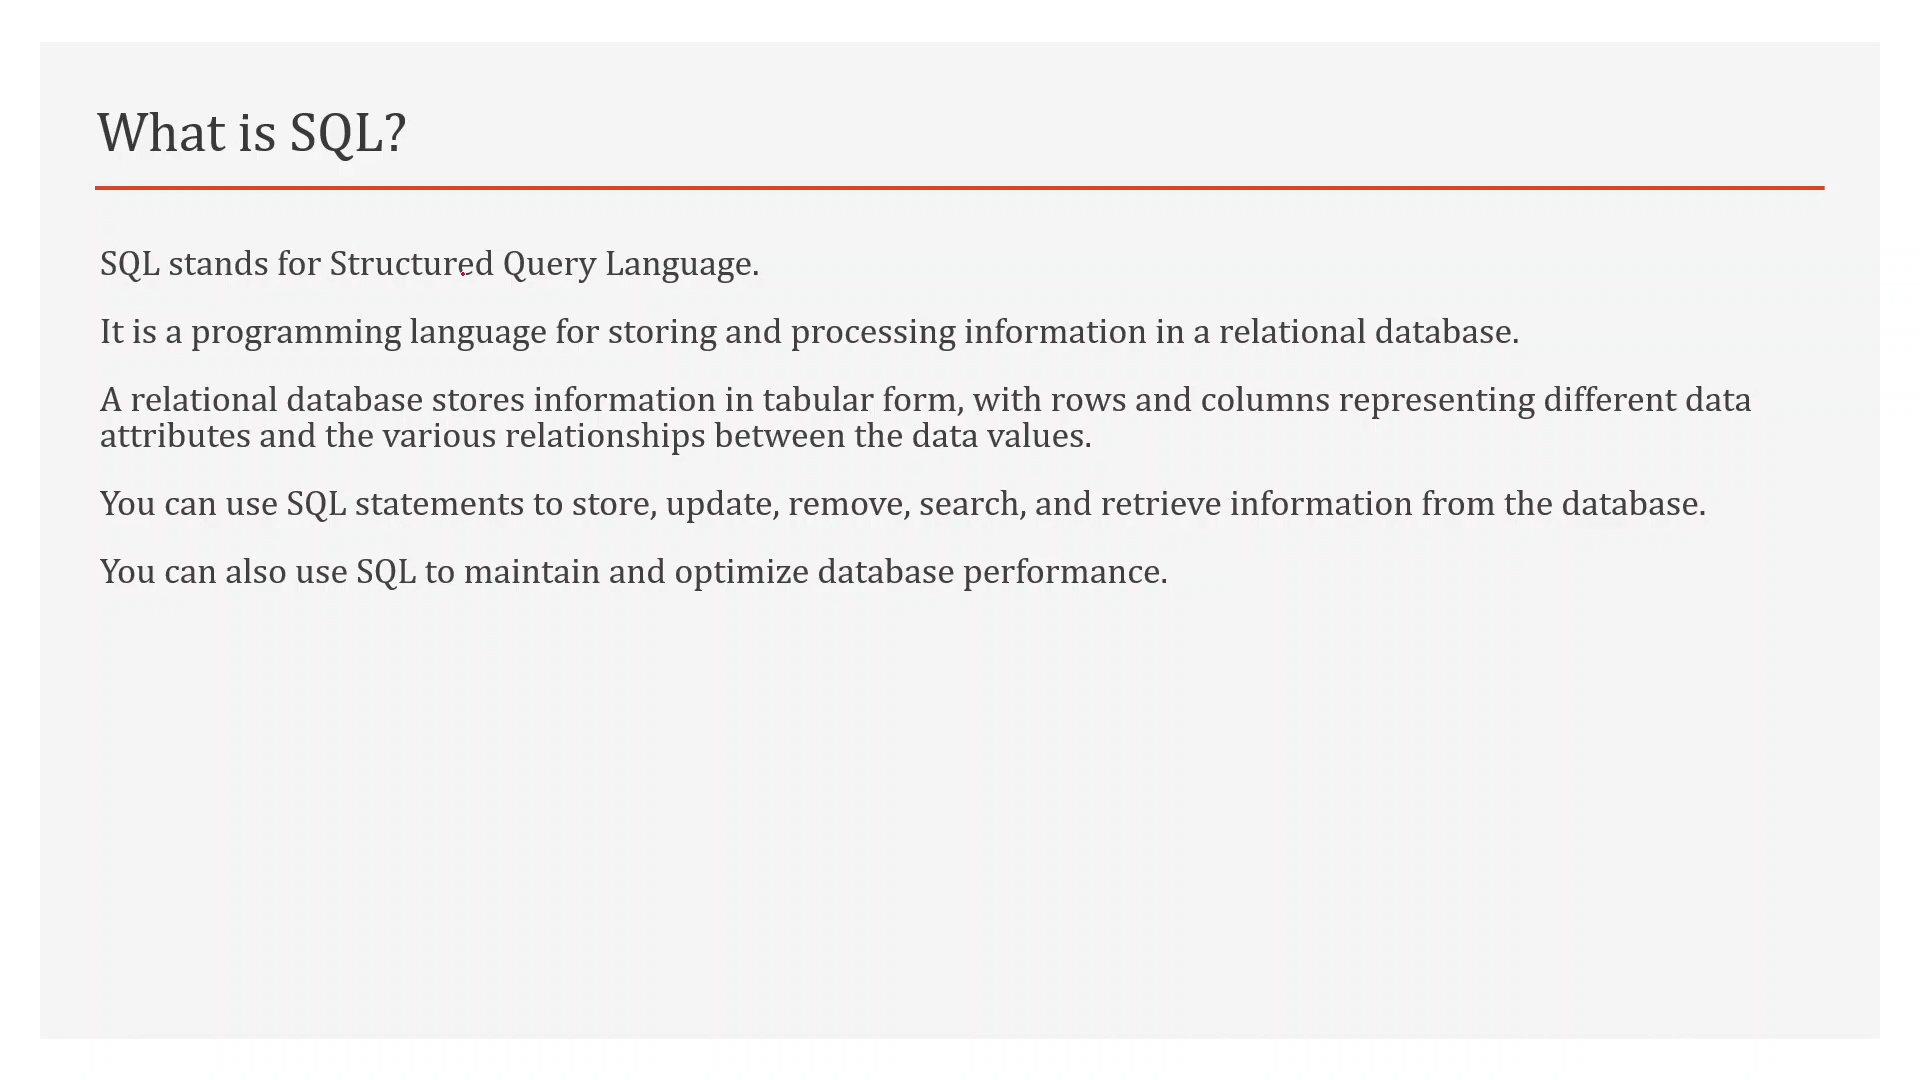 What is SQL?
SQL stands for Structured Query Language.
It is a programming language for storing and processing information in a relational database.
A relational database stores information in tabular form, with rows and columns representing different data
attributes and the various relationships between the data values.
You can use SQL statements to store, update, remove, search, and retrieve information from the database.
You can also use SQL to maintain and optimize database performance.